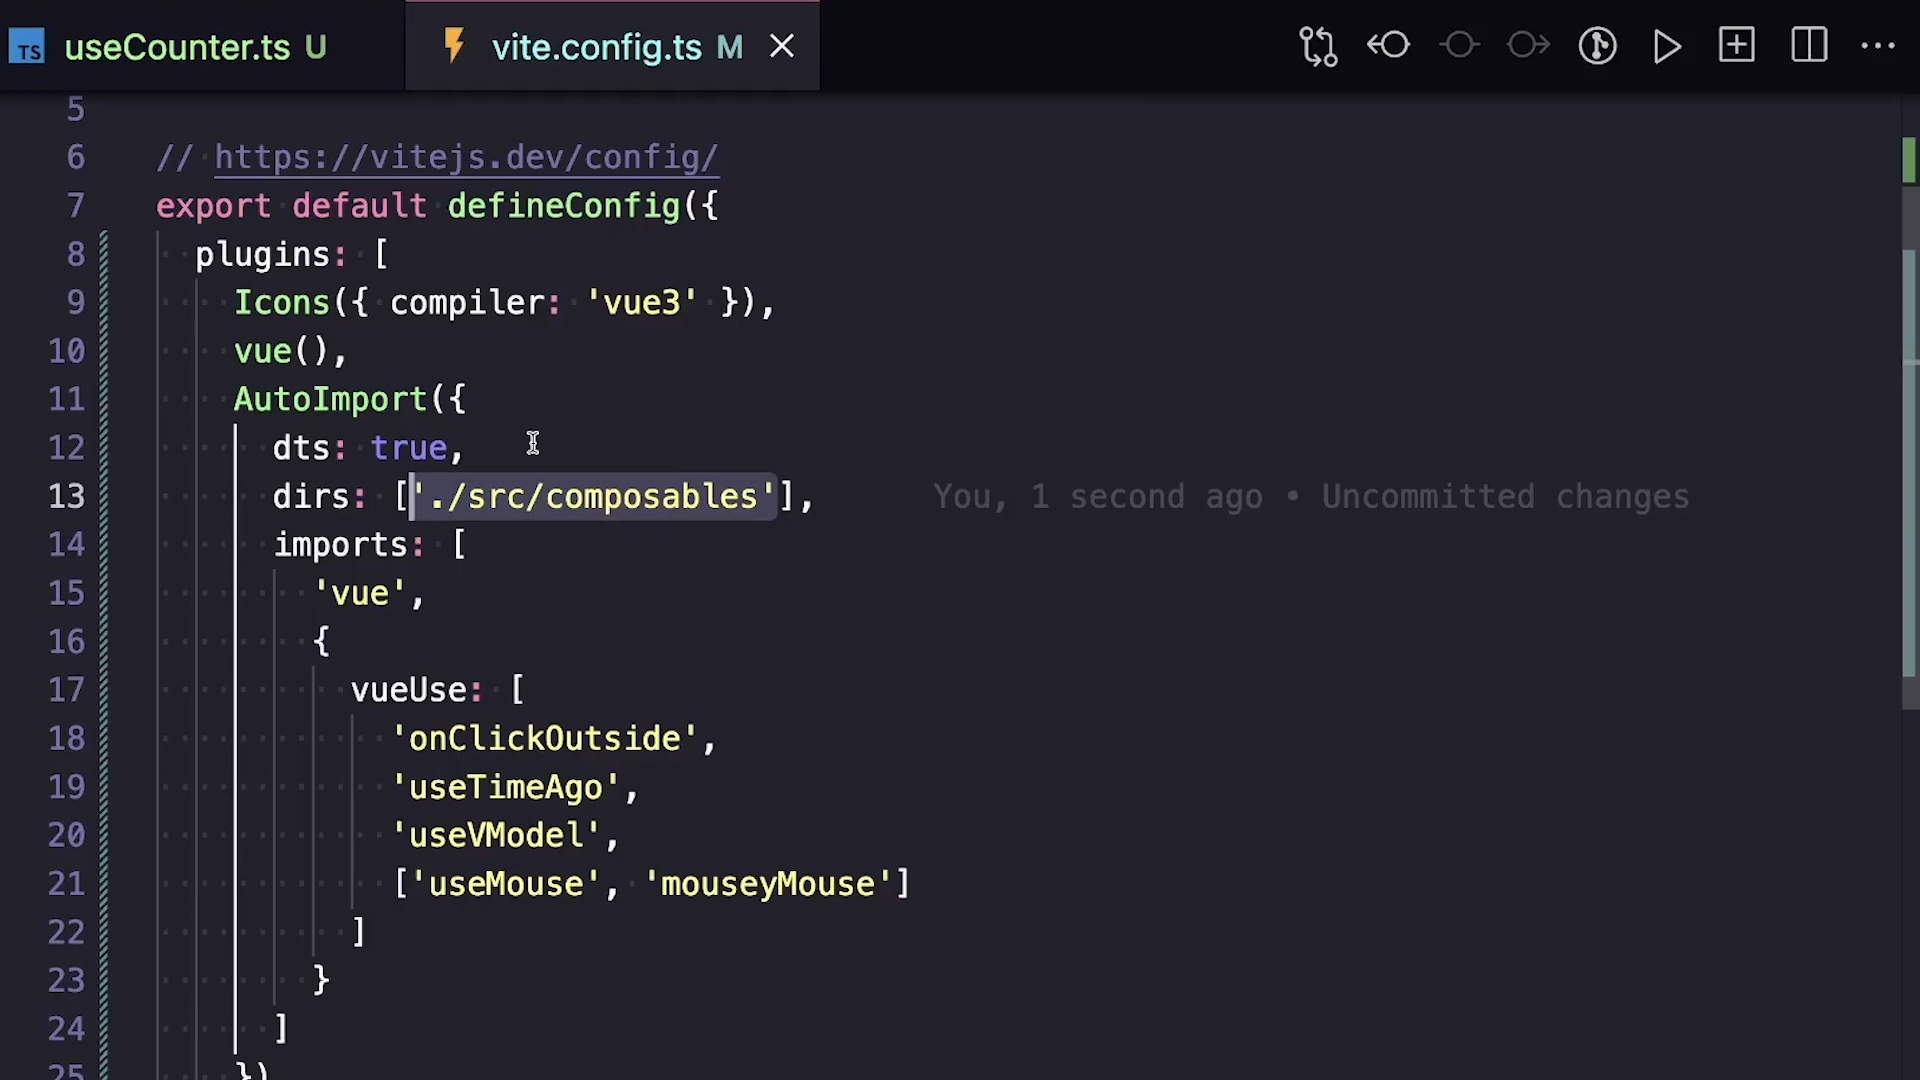 TS useCounter.ts U
vite.config.ts M
5
6 // https://vitejs.dev/config/
7 export default defineConfig({
8 plugins: [
9 Icons({ compiler: 'vue3' }),
10 vue(),
11 AutoImport({
12 dts: true,
13 dirs: ['./src/composables'], You, 1 second ago • Uncommitted changes
14 imports: [
15 'vue',
16 {
17 vueUse: [
18 'onClickOutside',
19 'useTimeAgo',
20 'useVModel',
21 ['useMouse', 'mouseyMouse']
22 ]
23 }
24 ]
25 })